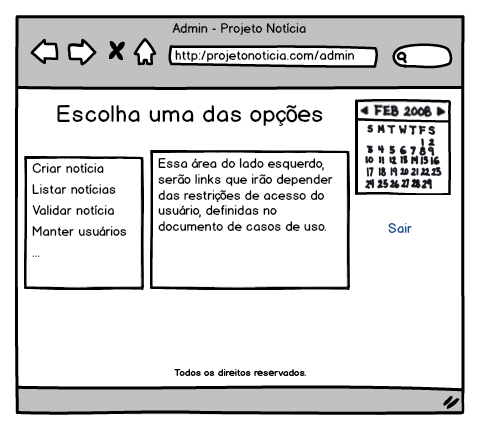 Admin - Projeto Notícia
http:/projetonoticia.com/admin
Escolha uma das opções
FEB 2008
S M T W T F S
1 2
3 4 5 6 7 8 9
10 11 12 13 14 15 16
17 18 19 20 21 22 23
24 25 26 27 28 29
Criar notícia
Listar notícias
Validar notícia
Manter usuários
...
Essa área do lado esquerdo,
serão links que irão depender
das restrições de acesso do
usuário, definidas no
documento de casos de uso.
Sair
Todos os direitos reservados.